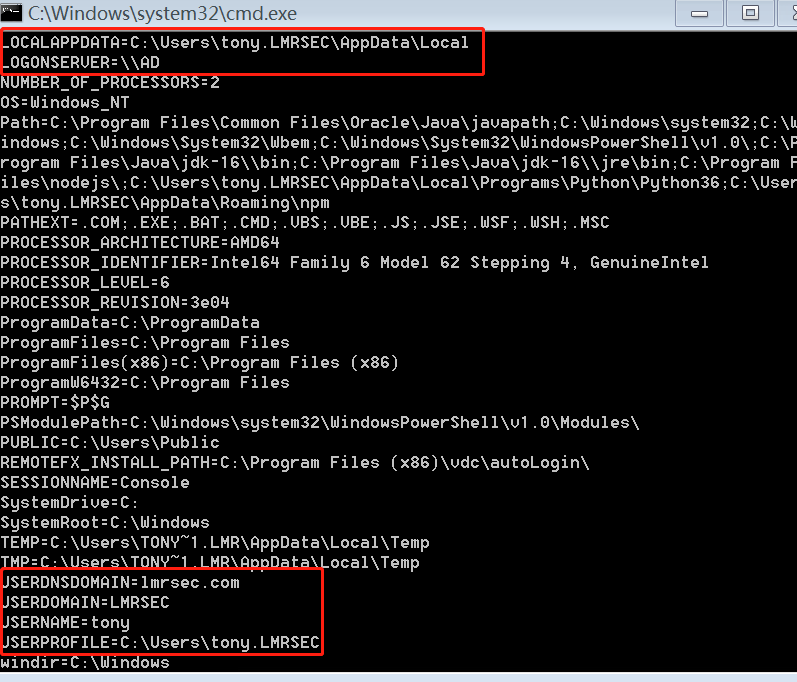 C:\Windows\system32\cmd.exe
LOCALAPPDATA=C:\Users\tony.LMRSEC\AppData\Local
LOGONSERVER=\\AD
NUMBER_OF_PROCESSORS=2
OS=Windows_NT
Path=C:\Program Files\Common Files\Oracle\Java\javapath;C:\Windows\system32;C:\W
indows;C:\Windows\System32\Wbem;C:\Windows\System32\WindowsPowerShell\v1.0\;C:\P
rogram Files\Java\jdk-16\\bin;C:\Program Files\Java\jdk-16\\jre\bin;C:\Program F
iles\nodejs\;C:\Users\tony.LMRSEC\AppData\Local\Programs\Python\Python36;C:\User
s\tony.LMRSEC\AppData\Roaming\npm
PATHEXT=.COM;.EXE;.BAT;.CMD;.VBS;.VBE;.JS;.JSE;.WSF;.WSH;.MSC
PROCESSOR_ARCHITECTURE=AMD64
PROCESSOR_IDENTIFIER=Intel64 Family 6 Model 62 Stepping 4, GenuineIntel
PROCESSOR_LEVEL=6
PROCESSOR_REVISION=3e04
ProgramData=C:\ProgramData
ProgramFiles=C:\Program Files
ProgramFiles(x86)=C:\Program Files (x86)
ProgramW6432=C:\Program Files
PROMPT=$P$G
PSModulePath=C:\Windows\system32\WindowsPowerShell\v1.0\Modules\
PUBLIC=C:\Users\Public
REMOTEFX_INSTALL_PATH=C:\Program Files (x86)\vdc\autoLogin\
SESSIONNAME=Console
SystemDrive=C:
SystemRoot=C:\Windows
TEMP=C:\Users\TONY~1.LMR\AppData\Local\Temp
TMP=C:\Users\TONY~1.LMR\AppData\Local\Temp
USERDNSDOMAIN=lmrsec.com
USERDOMAIN=LMRSEC
USERNAME=tony
USERPROFILE=C:\Users\tony.LMRSEC
windir=C:\Windows